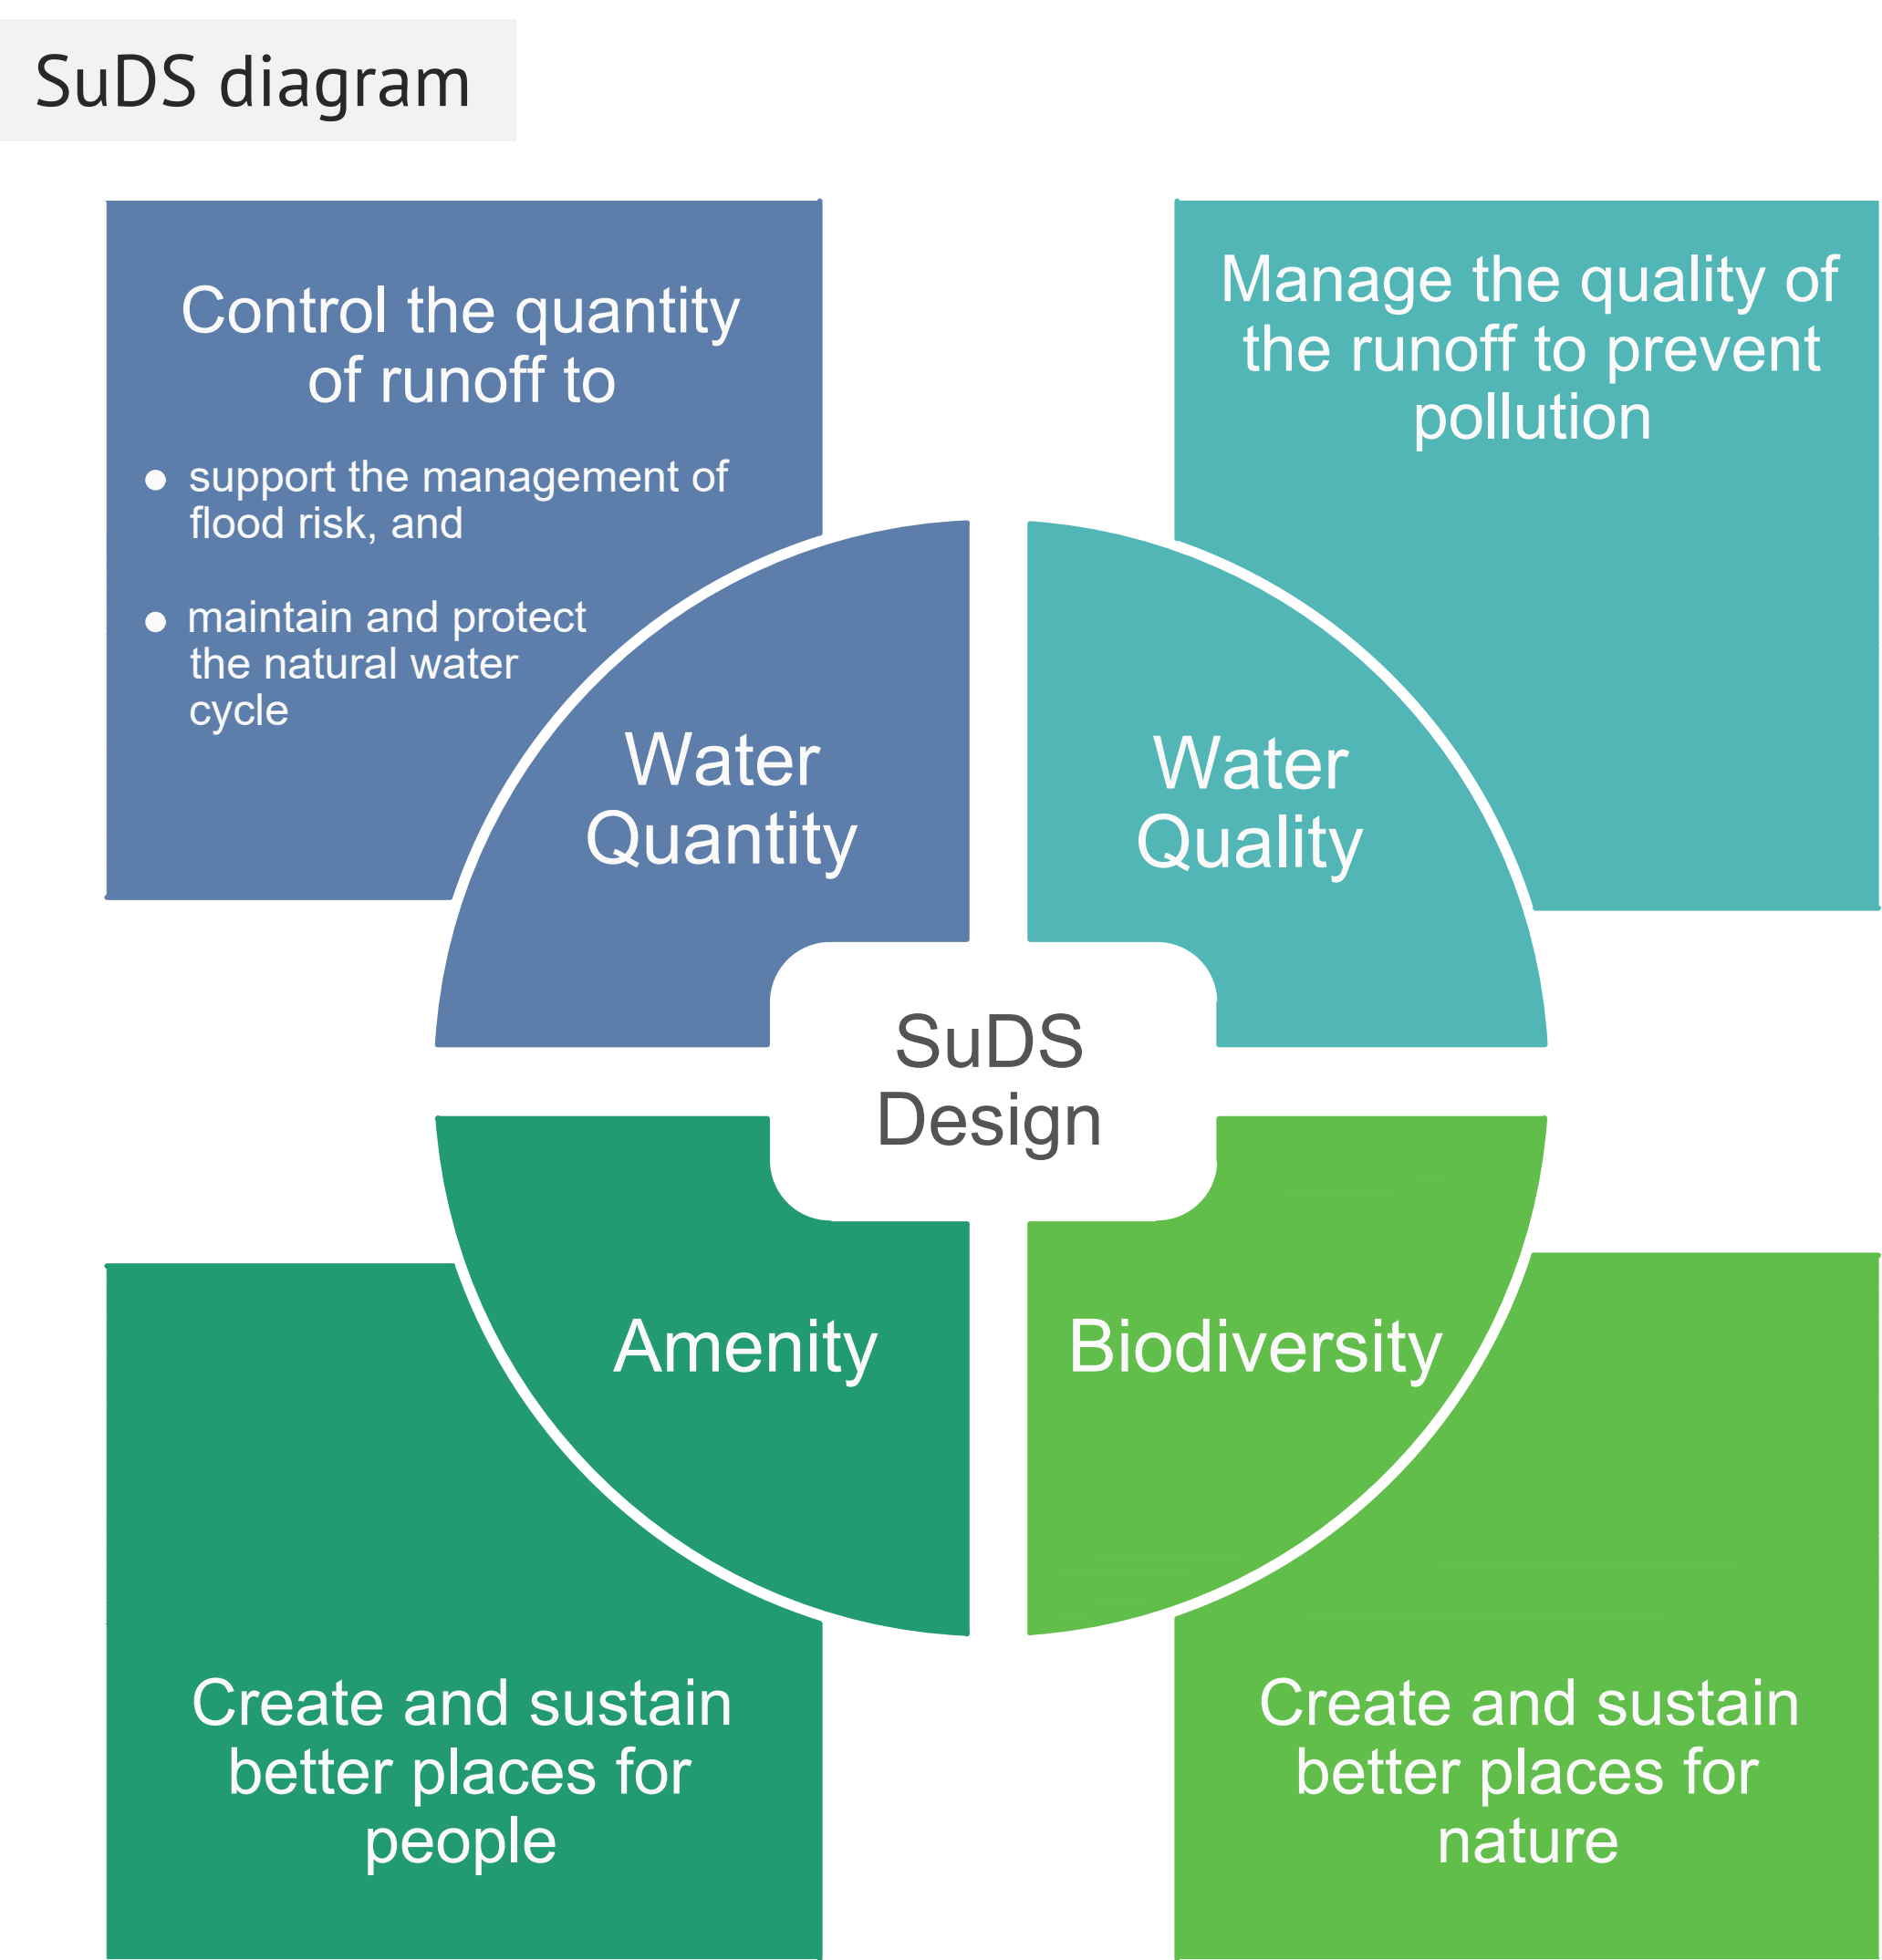 SuDS diagram
Control the quantity
of runoff to
● support the management of
flood risk, and
● maintain and protect
the natural water
cycle
Manage the quality of
the runoff to prevent
pollution
Water
Quantity
Water
Quality
SuDS
Design
Amenity
Biodiversity
Create and sustain
better places for
people
Create and sustain
better places for
nature